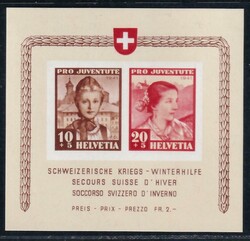 PRO JUVENTUTE
10
+ 5
HELVETIA
PRO JUVENTUTE
1941
20
+ 5
HELVETIA
SCHWEIZERISCHE KRIEGS - WINTERHILFE
SECOURS SUISSE D'HIVER
SOCCORSO SVIZZERO D'INVERNO
PREIS - PRIX - PREZZO FR. 2.-